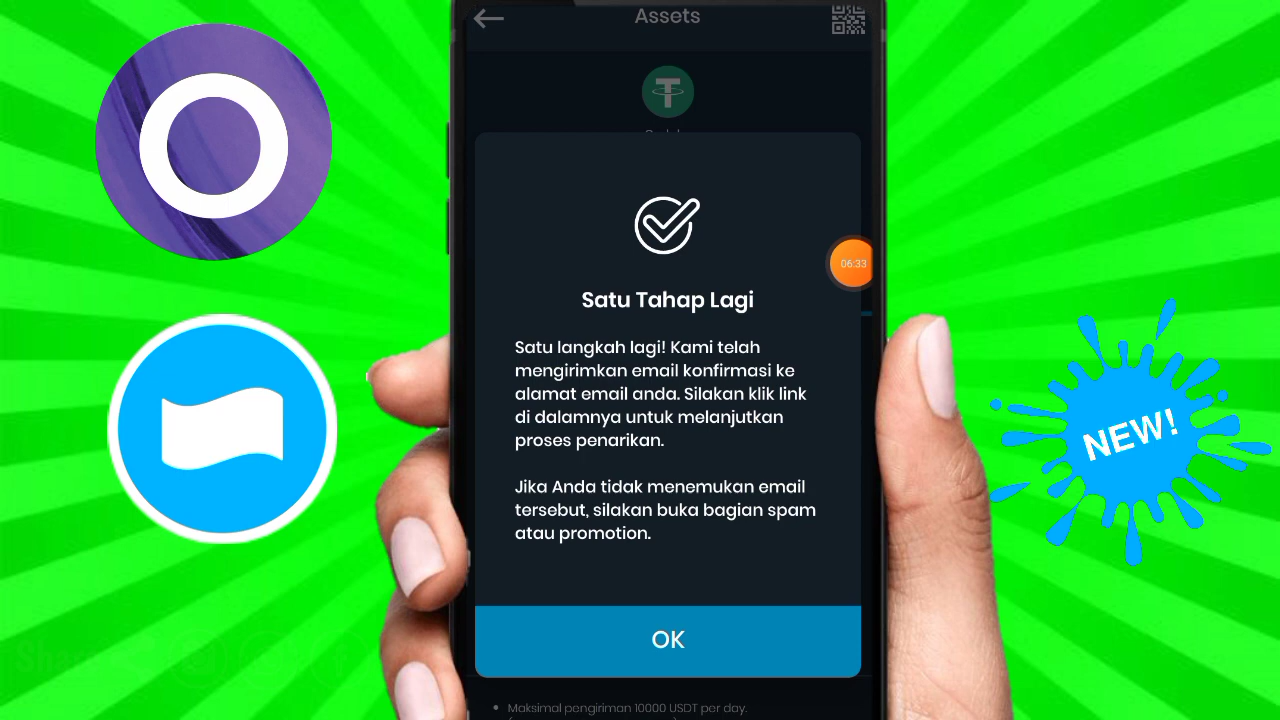 Assets
06:33
Satu Tahap Lagi
Satu langkah lagi! Kami telah
mengirimkan email konfirmasi ke
alamat email anda. Silakan klik link
di dalamnya untuk melanjutkan
proses penarikan.
Jika Anda tidak menemukan email
tersebut, silakan buka bagian spam
atau promotion.
NEW!
OK
Maksimal pengiriman 10000 USDT per day.